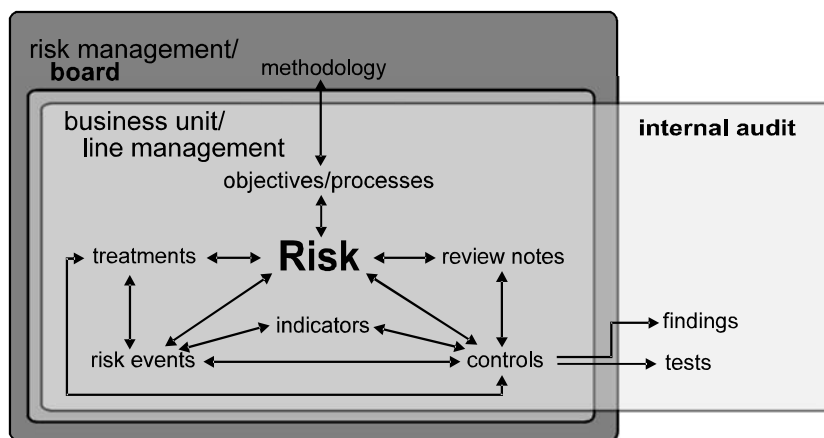 risk management/
board
methodology
business unit/
line management
internal audit
objectives/processes
treatments
Risk
review notes
indicators
findings
risk events
controls
tests